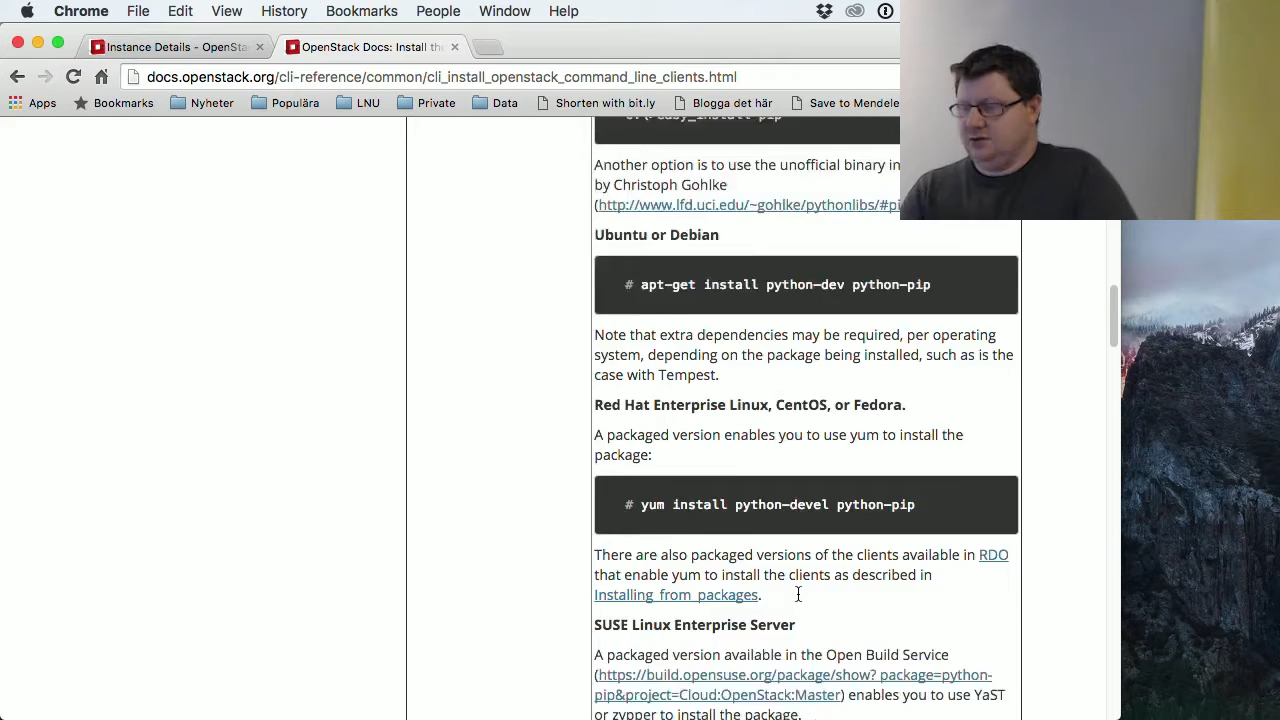 Chrome File Edit View History Bookmarks People Window Help
Instance Details - OpenSta
OpenStack Docs: Install the
docs.openstack.org/cli-reference/common/cli_install_openstack_command_line_clients.html
Apps Bookmarks Nyheter Populära LNU Private Data Shorten with bit.ly Blogga det här Save to Mendele
Another option is to use the unofficial binary in
by Christoph Gohlke
(http://www.lfd.uci.edu/~gohlke/pythonlibs/#pi
Ubuntu or Debian
# apt-get install python-dev python-pip
Note that extra dependencies may be required, per operating
system, depending on the package being installed, such as is the
case with Tempest.
Red Hat Enterprise Linux, CentOS, or Fedora.
A packaged version enables you to use yum to install the
package:
# yum install python-devel python-pip
There are also packaged versions of the clients available in RDO
that enable yum to install the clients as described in
Installing from packages.
SUSE Linux Enterprise Server
A packaged version available in the Open Build Service
(https://build.opensuse.org/package/show? package=python-
pip&project=Cloud:OpenStack:Master) enables you to use YaST
or zypper to install the package.